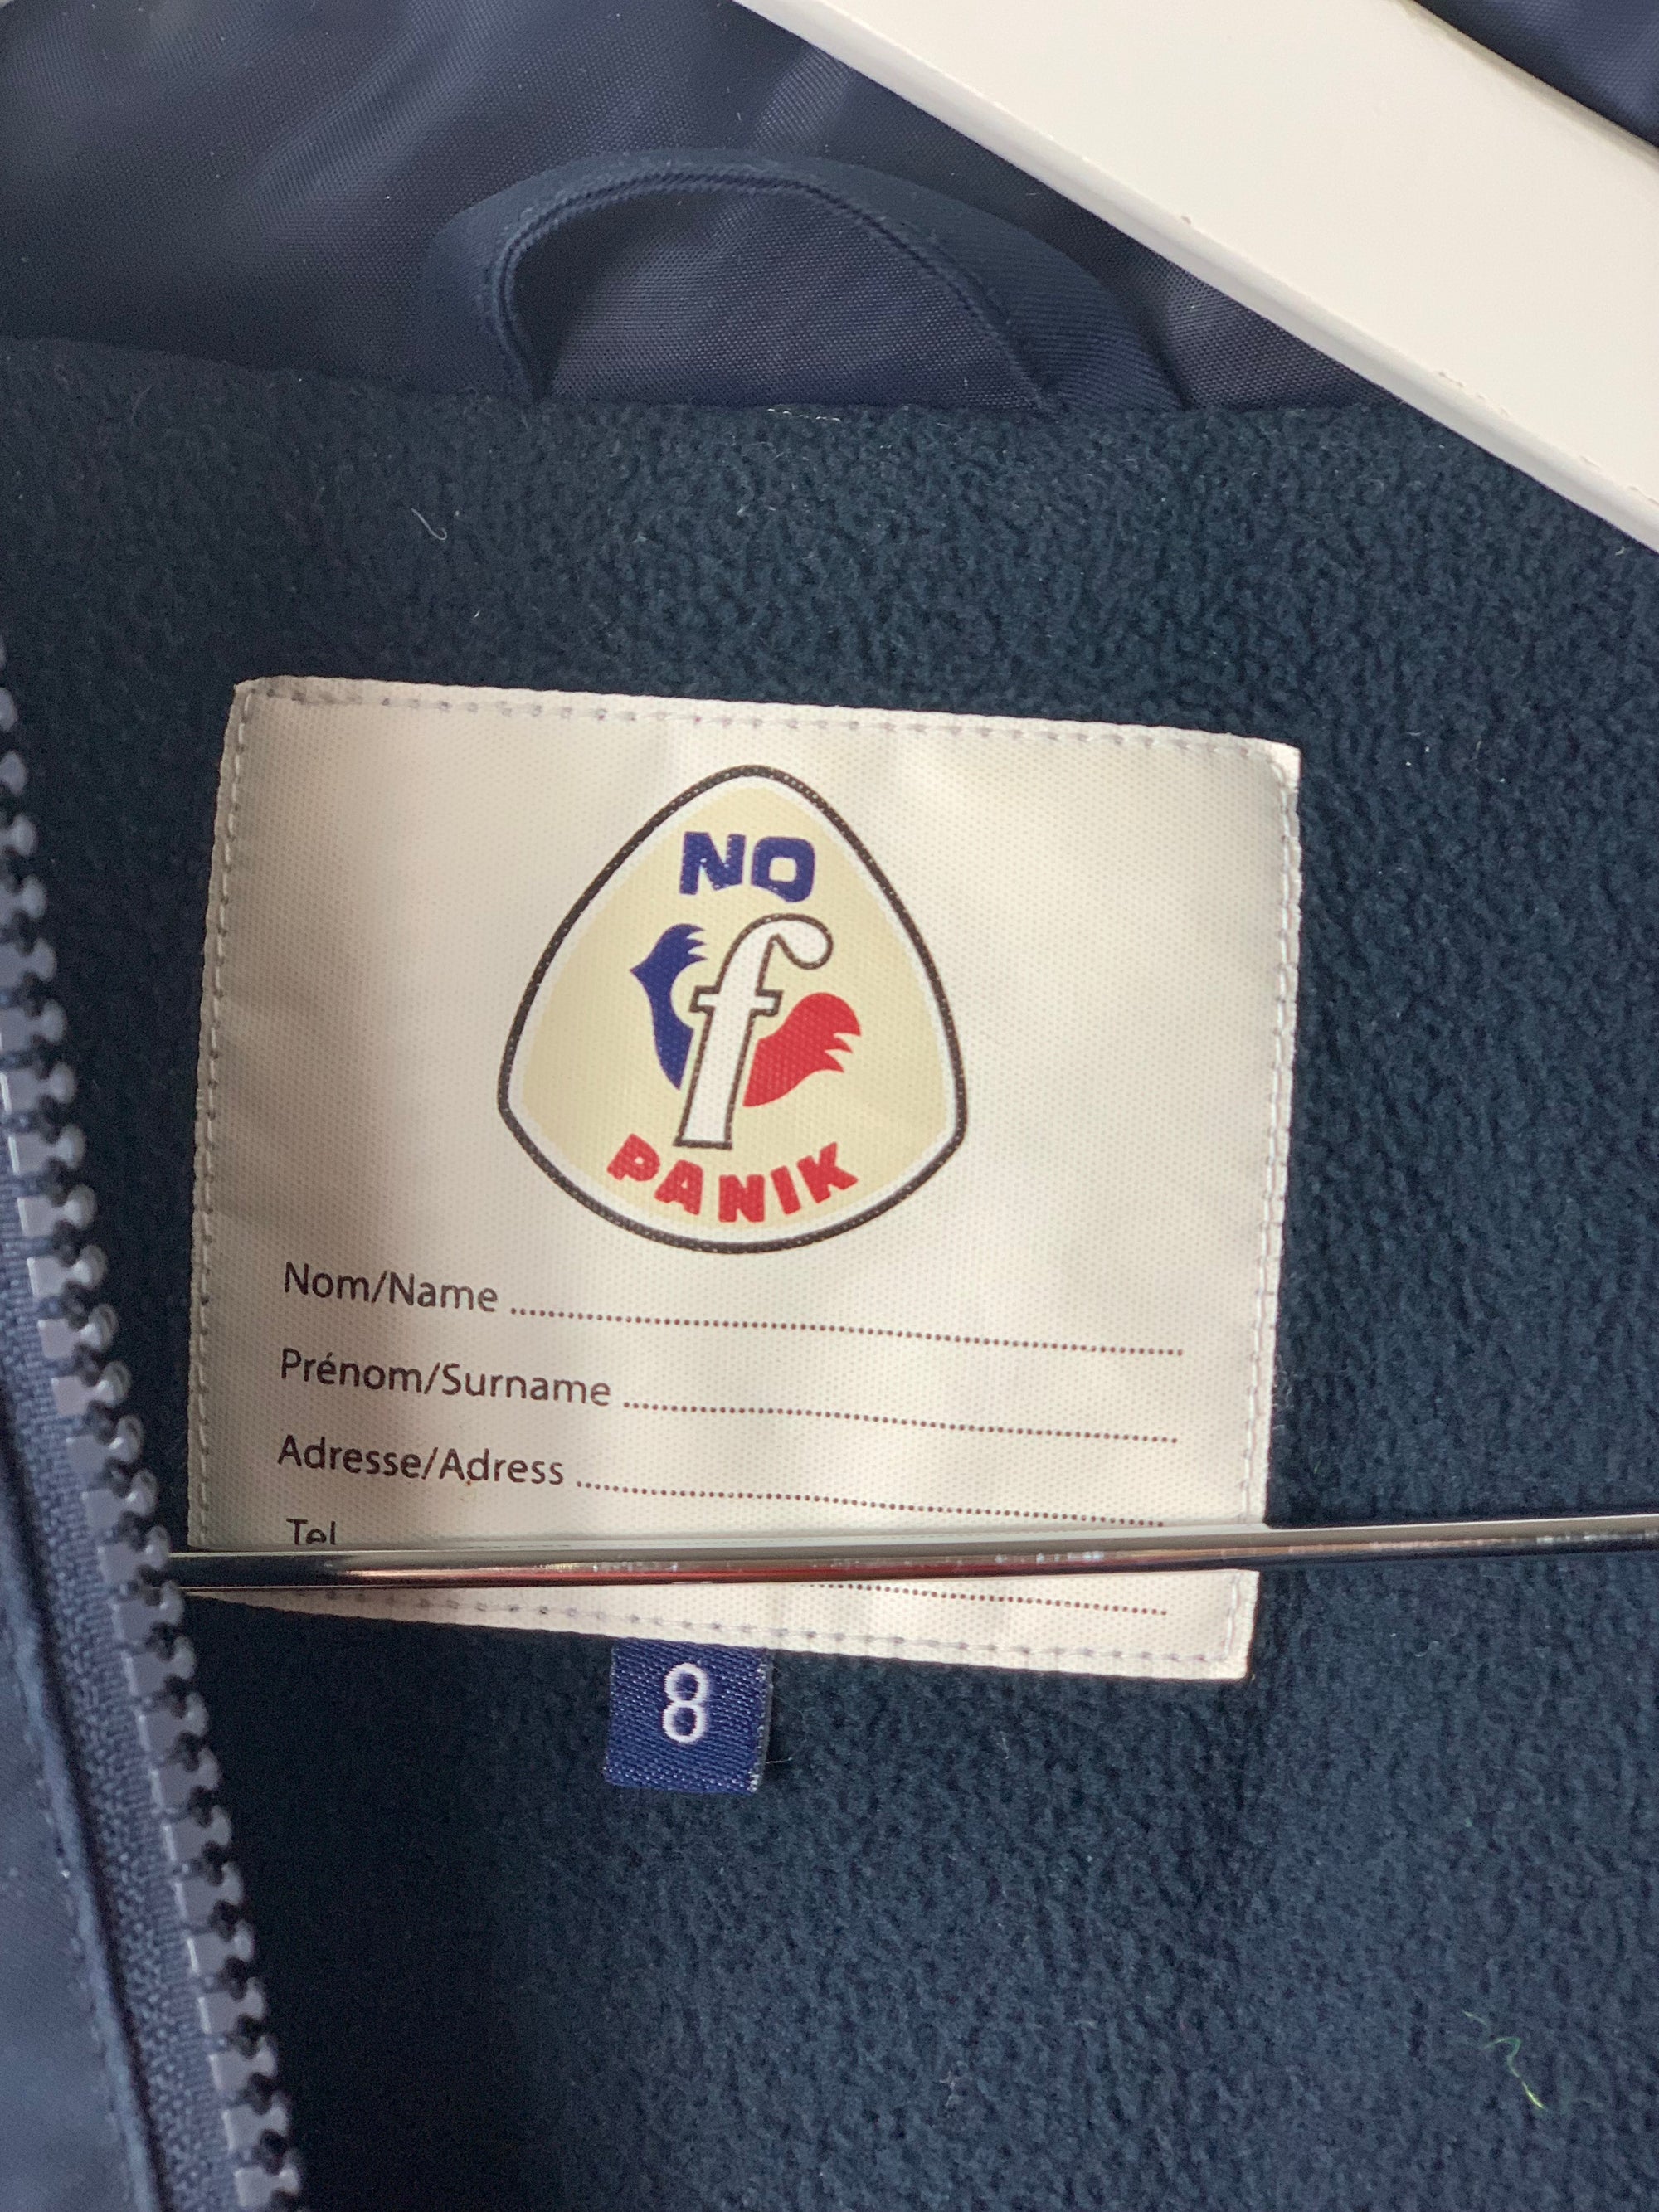 NO
f
PANIK
Nom/Name
Prénom/Surname
Adresse/Adress
Tel
8